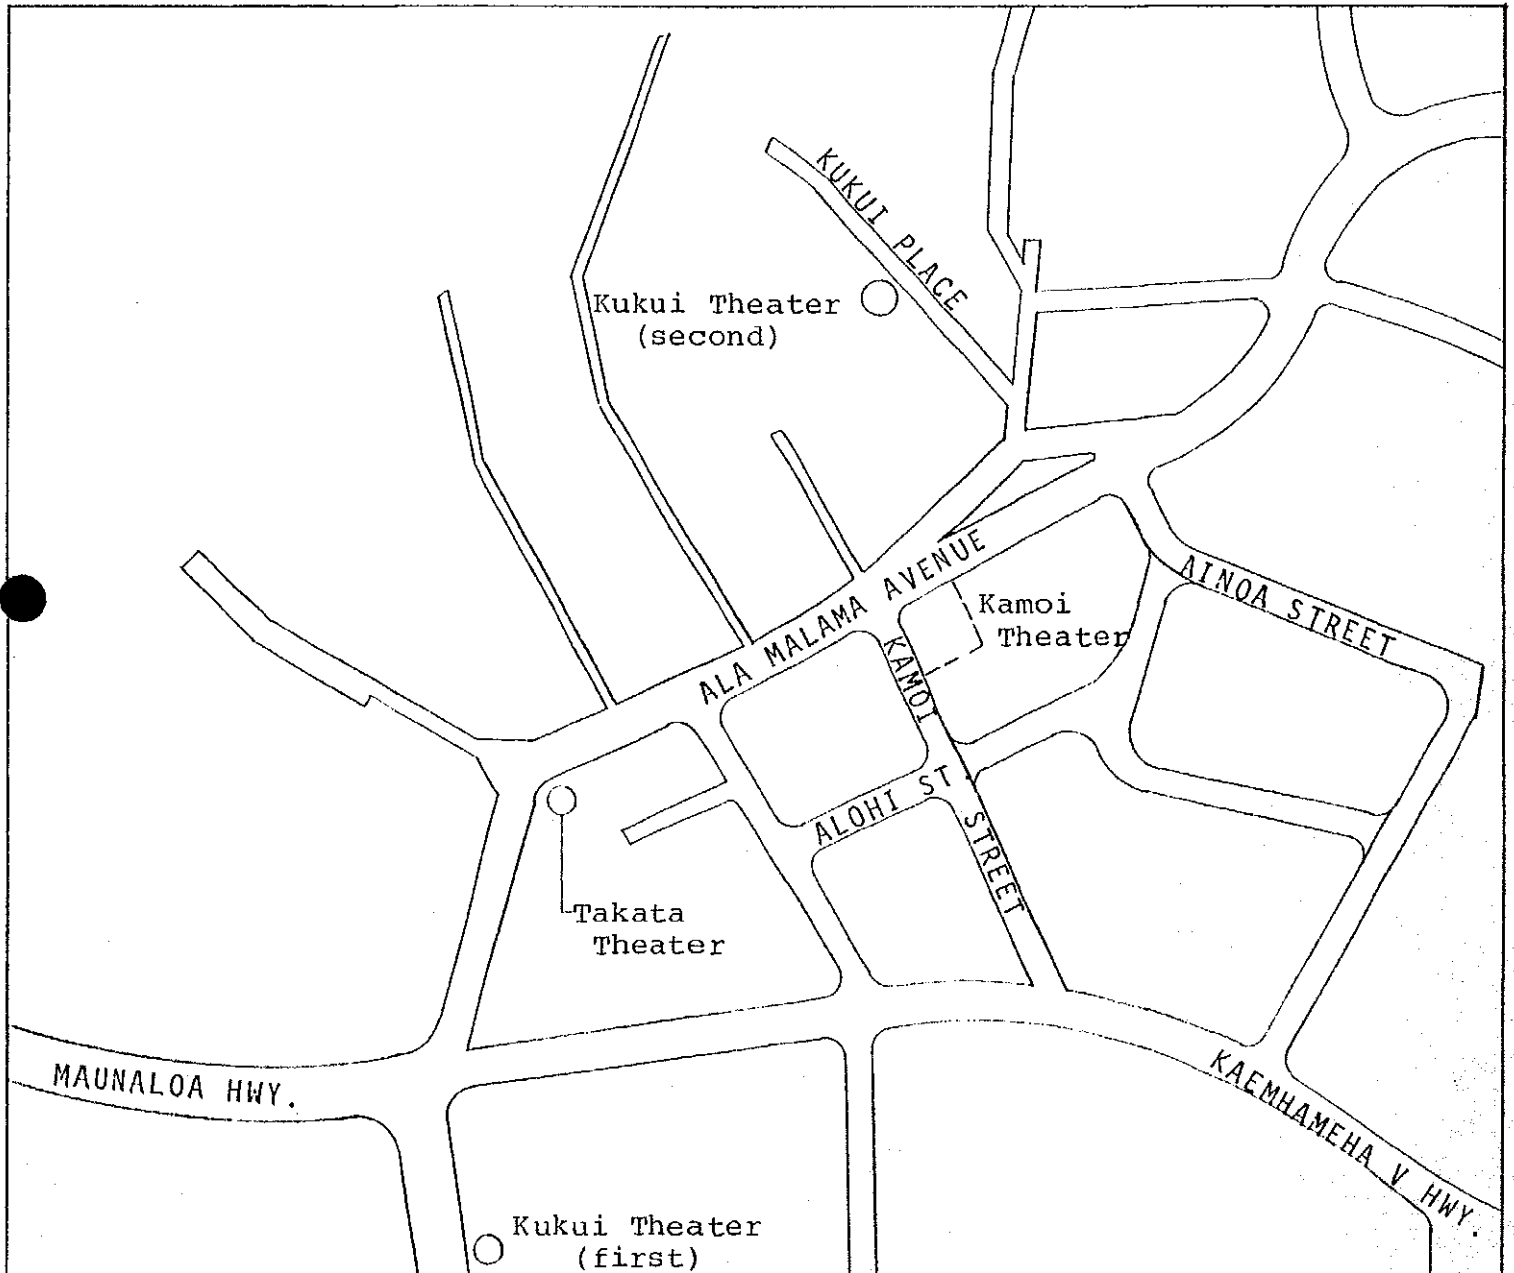 KUKUI PLACE
Kukui Theater
(second)
ALA MALAMA AVENUE
AINOA STREET
Kamoi
Theater
KAMOI STREET
ALOHI ST.
Takata
Theater
MAUNALOA HWY.
KAEMHAMEHA V HWY.
Kukui Theater
(first)